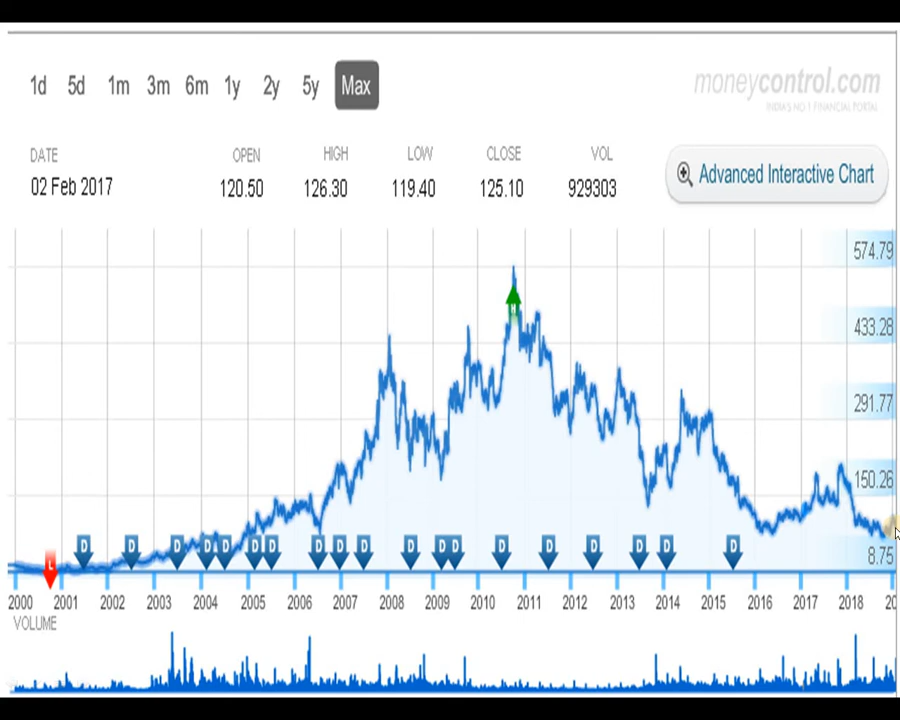 1d 5d 1m 3m 6m 1y 2y 5y Max
moneycontrol.com
INDIA'S NO 1 FINANCIAL PORTAL
DATE OPEN HIGH LOW CLOSE VOL
02 Feb 2017 120.50 126.30 119.40 125.10 929303
Advanced Interactive Chart
574.79
433.28
291.77
150.26
8.75
H
L D D D D D D D D D D D D D D D D D D D D
2000 2001 2002 2003 2004 2005 2006 2007 2008 2009 2010 2011 2012 2013 2014 2015 2016 2017 2018 20
VOLUME